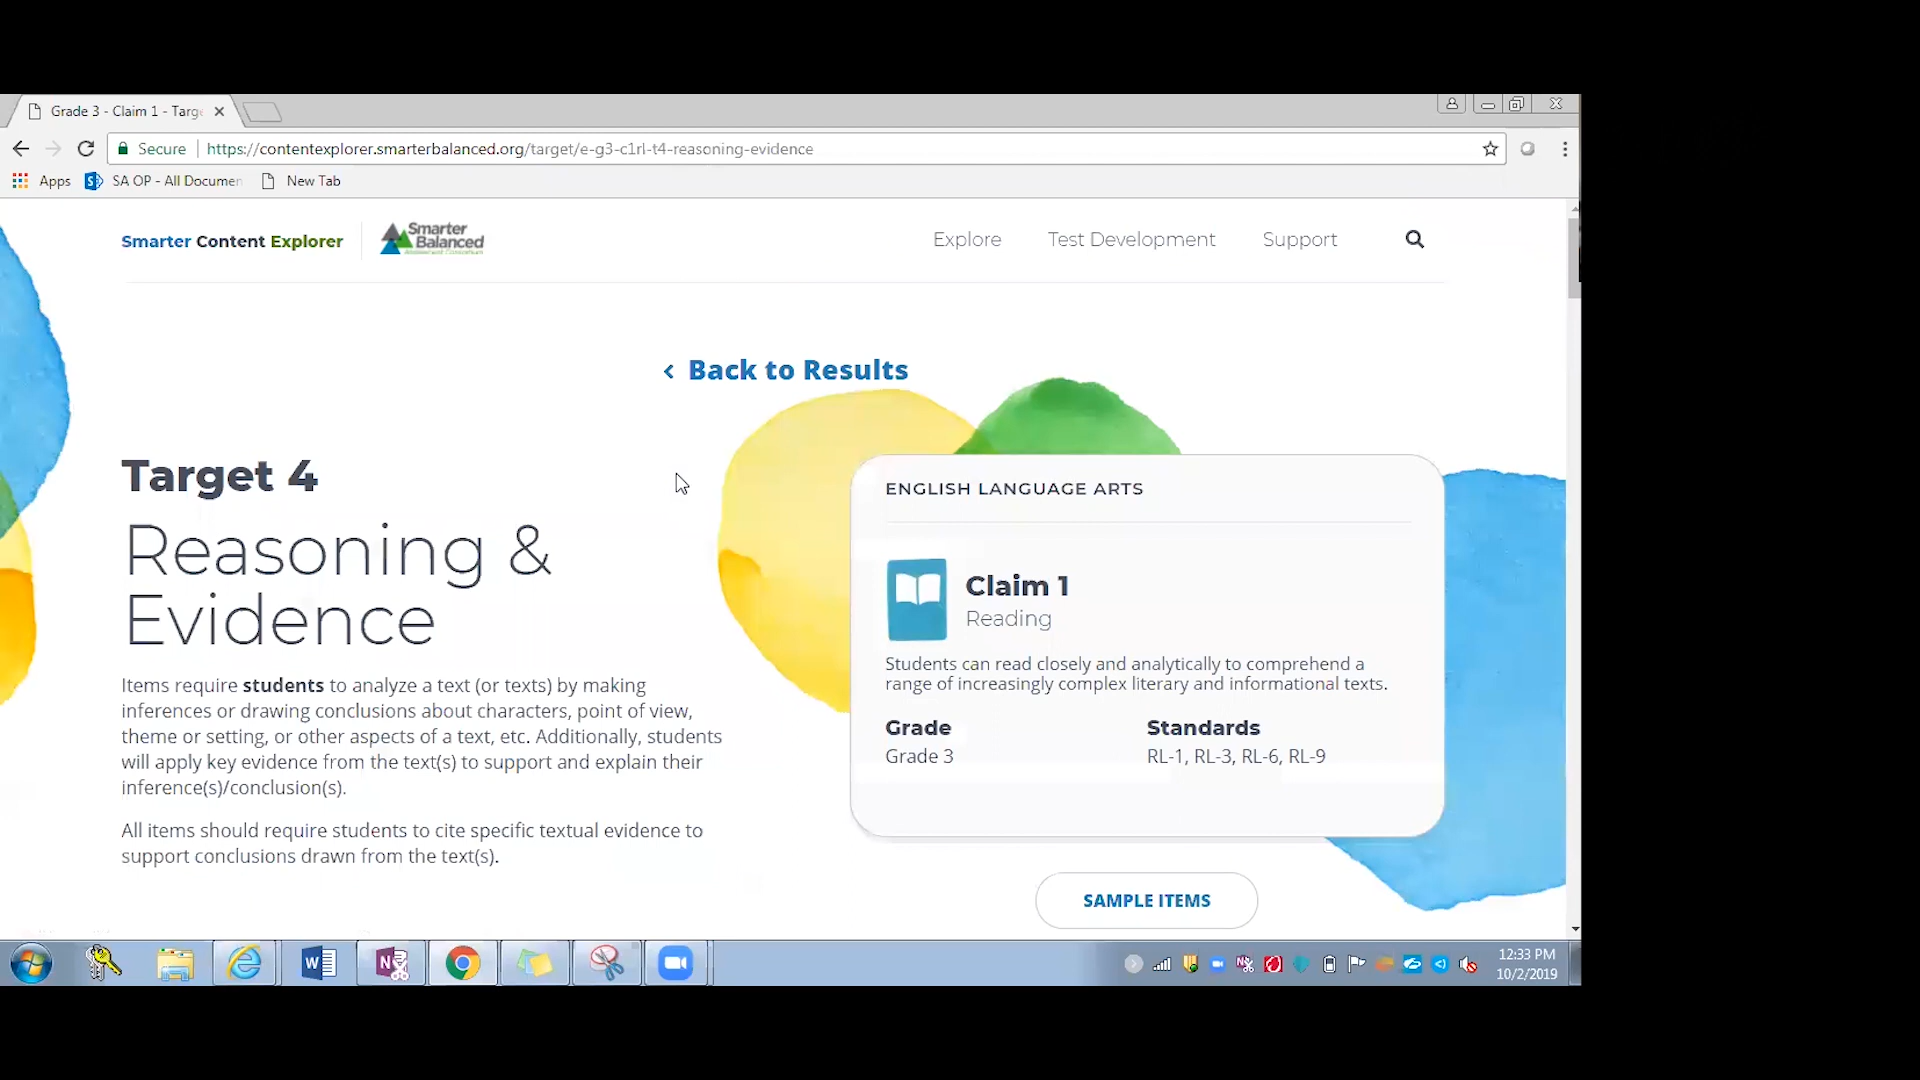 Grade 3 - Claim 1 - Targ
Secure
https://contentexplorer.smarterbalanced.org/target/e-g3-c1rl-t4-reasoning-evidence
Apps
SA OP - All Documen
New Tab
Smarter Content Explorer
Smarter
Balanced
Explore
Test Development
Support
Back to Results
Target 4
Reasoning &
Evidence
Items require students to analyze a text (or texts) by making
inferences or drawing conclusions about characters, point of view,
theme or setting, or other aspects of a text, etc. Additionally, students
will apply key evidence from the text(s) to support and explain their
inference(s)/conclusion(s).
All items should require students to cite specific textual evidence to
support conclusions drawn from the text(s).
ENGLISH LANGUAGE ARTS
Claim 1
Reading
Students can read closely and analytically to comprehend a
range of increasingly complex literary and informational texts.
Grade
Grade 3
Standards
RL-1, RL-3, RL-6, RL-9
SAMPLE ITEMS
12:33 PM
10/2/2019